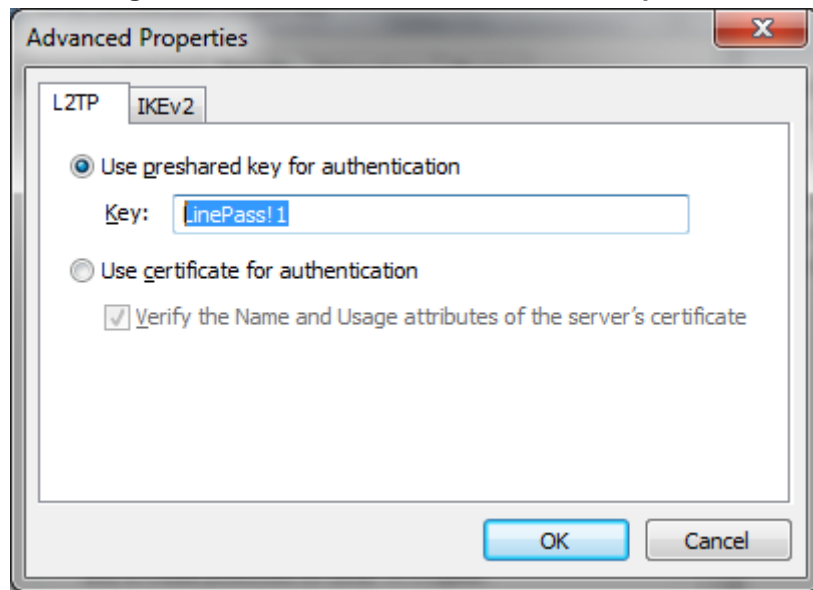 Advanced Properties
L2TP IKEv2
Use preshared key for authentication
Key: LinePass!1
Use certificate for authentication
Verify the Name and Usage attributes of the server's certificate
OK Cancel